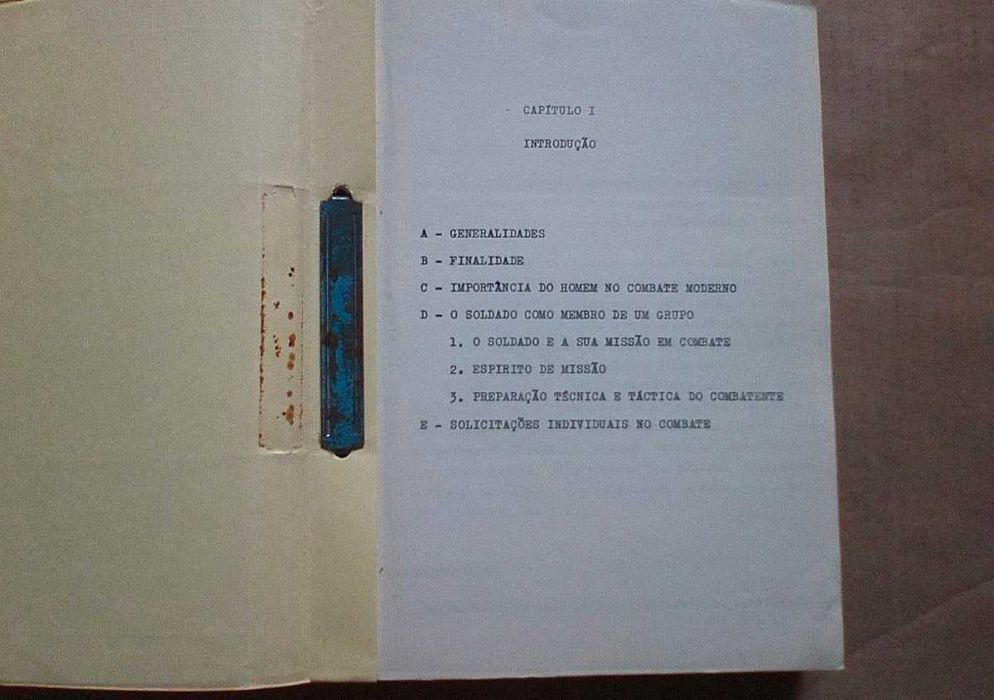 CAPÍTULO I
INTRODUÇÃO
A - GENERALIDADES
B - FINALIDADE
C - IMPORTÂNCIA DO HOMEM NO COMBATE MODERNO
D - O SOLDADO COMO MEMBRO DE UM GRUPO
1. O SOLDADO E A SUA MISSÃO EM COMBATE
2. ESPIRITO DE MISSÃO
3. PREPARAÇÃO TÉCNICA E TÁCTICA DO COMBATENTE
E - SOLICITAÇÕES INDIVIDUAIS NO COMBATE